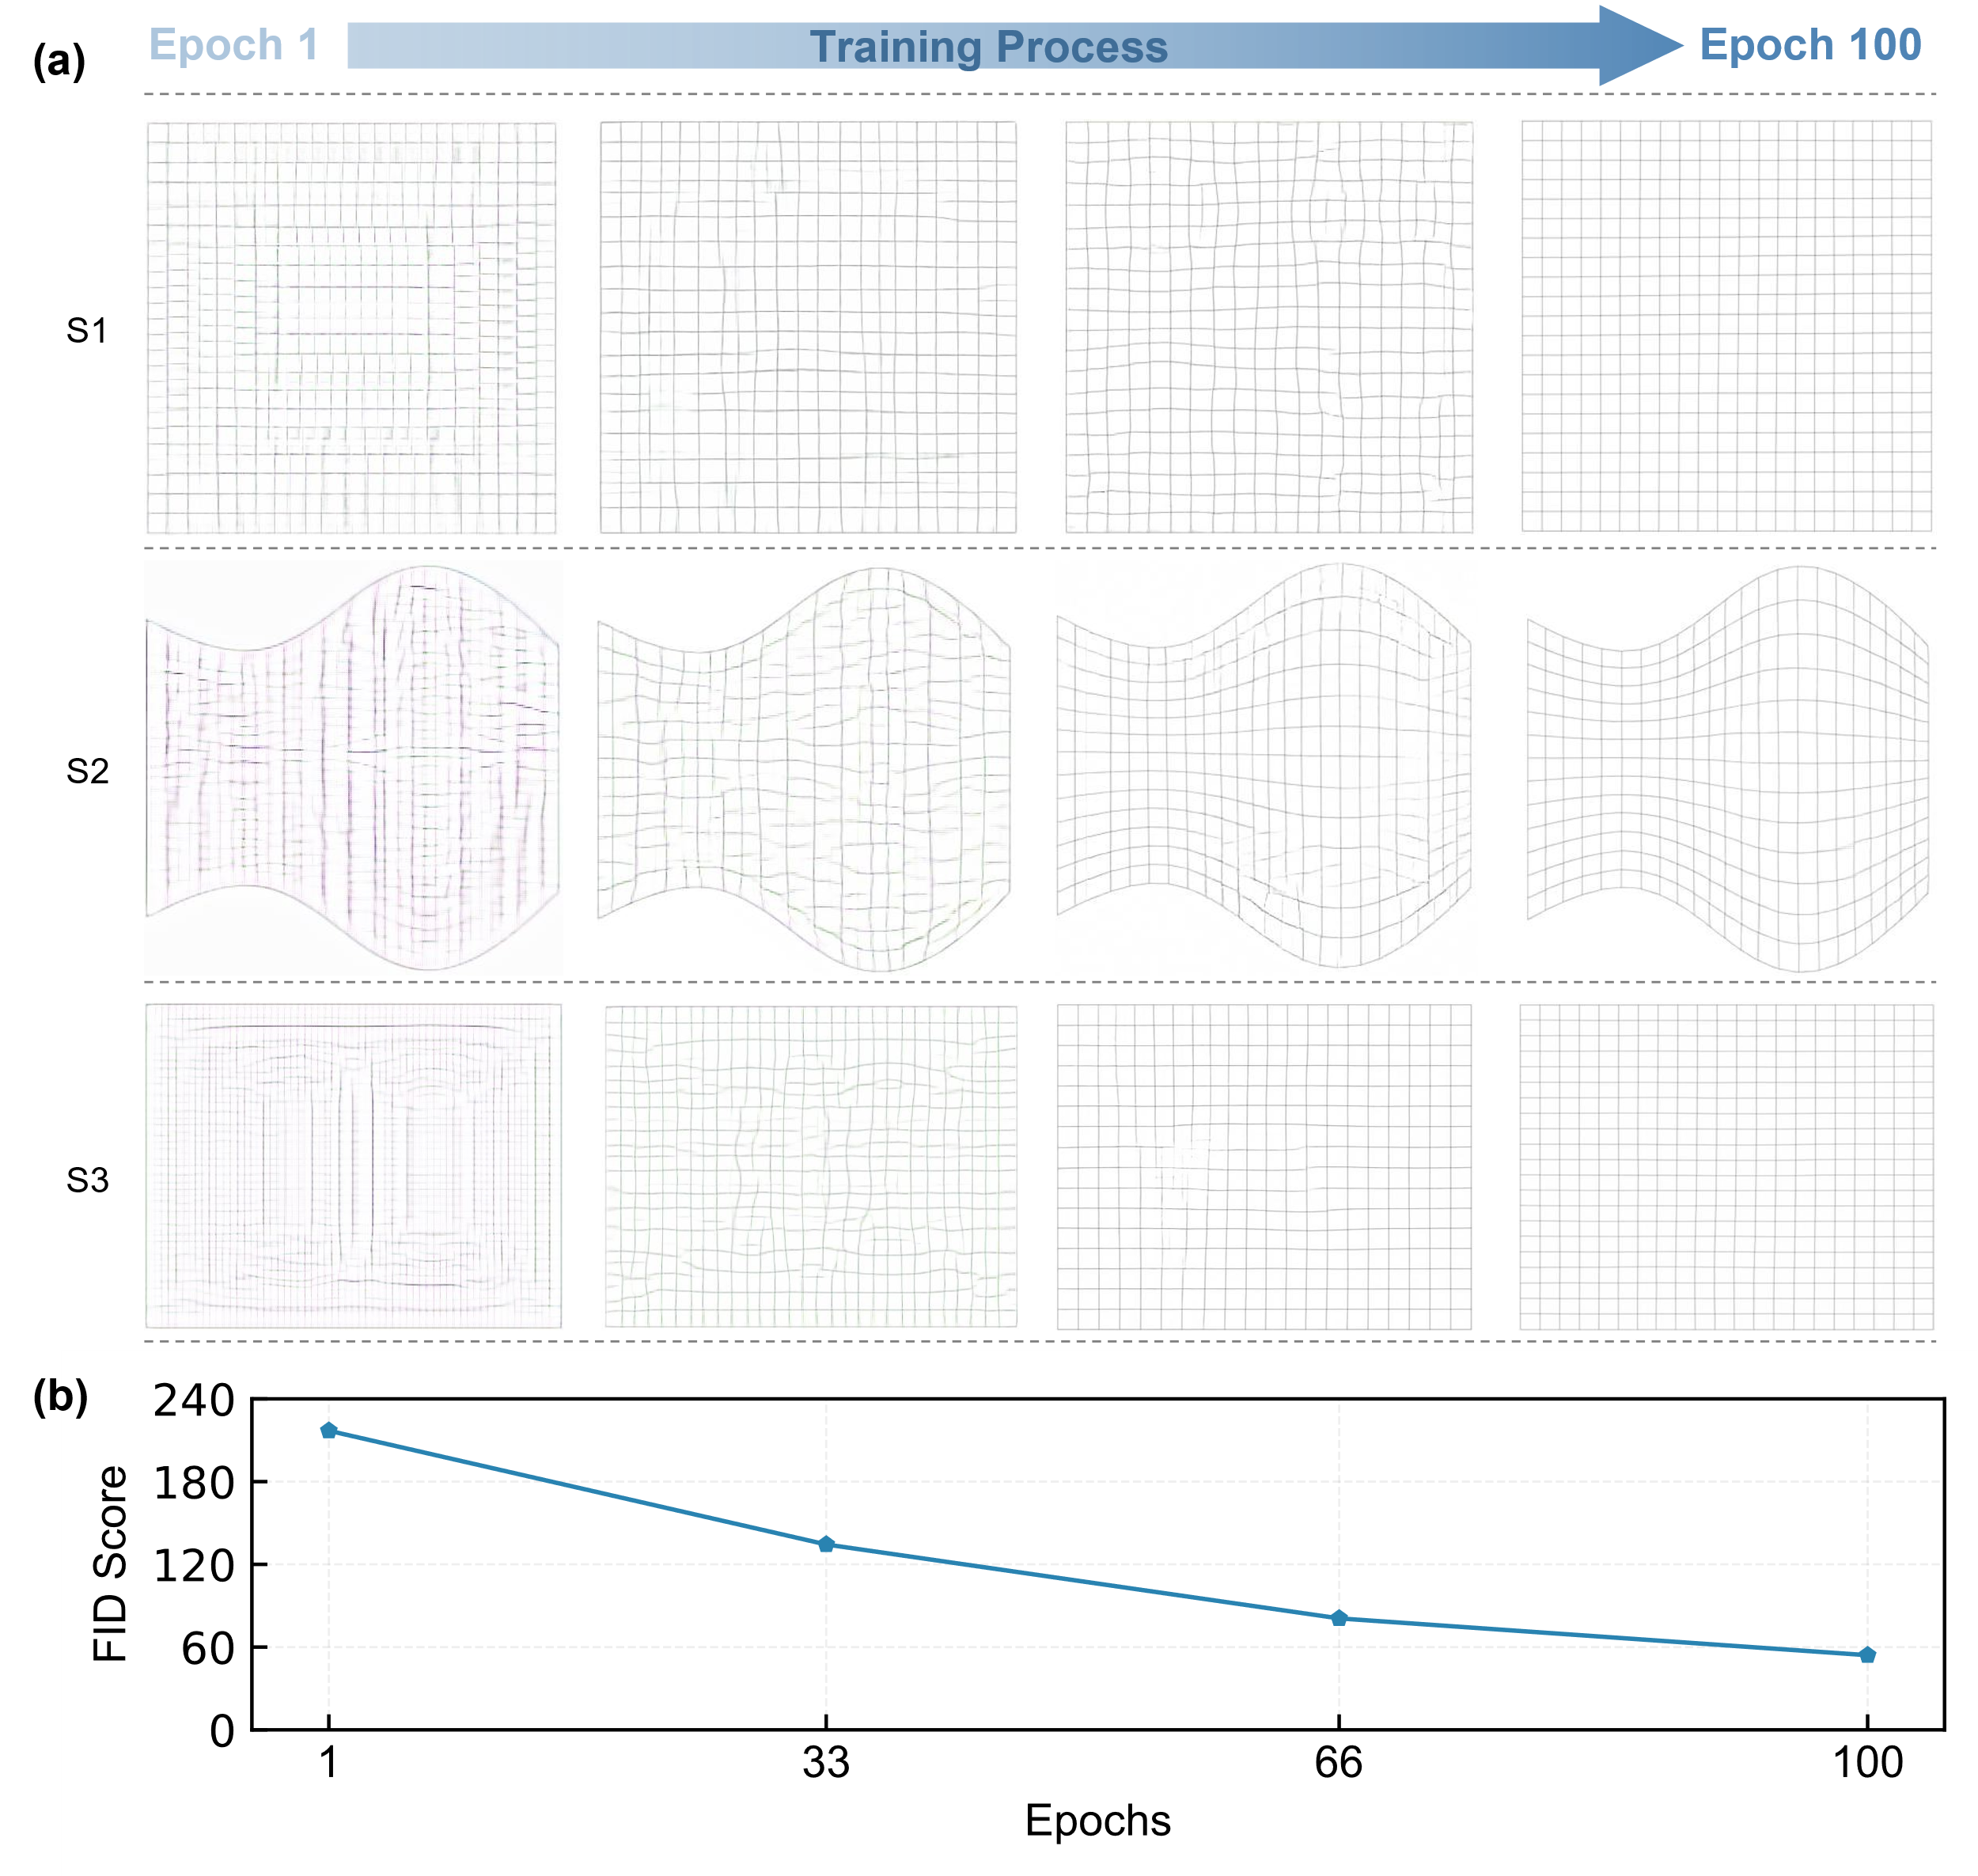 (a)
Epoch 1
Training Process
Epoch 100
S1
S2
S3
(b)
FID Score
240
180
120
60
0
1
33
66
100
Epochs